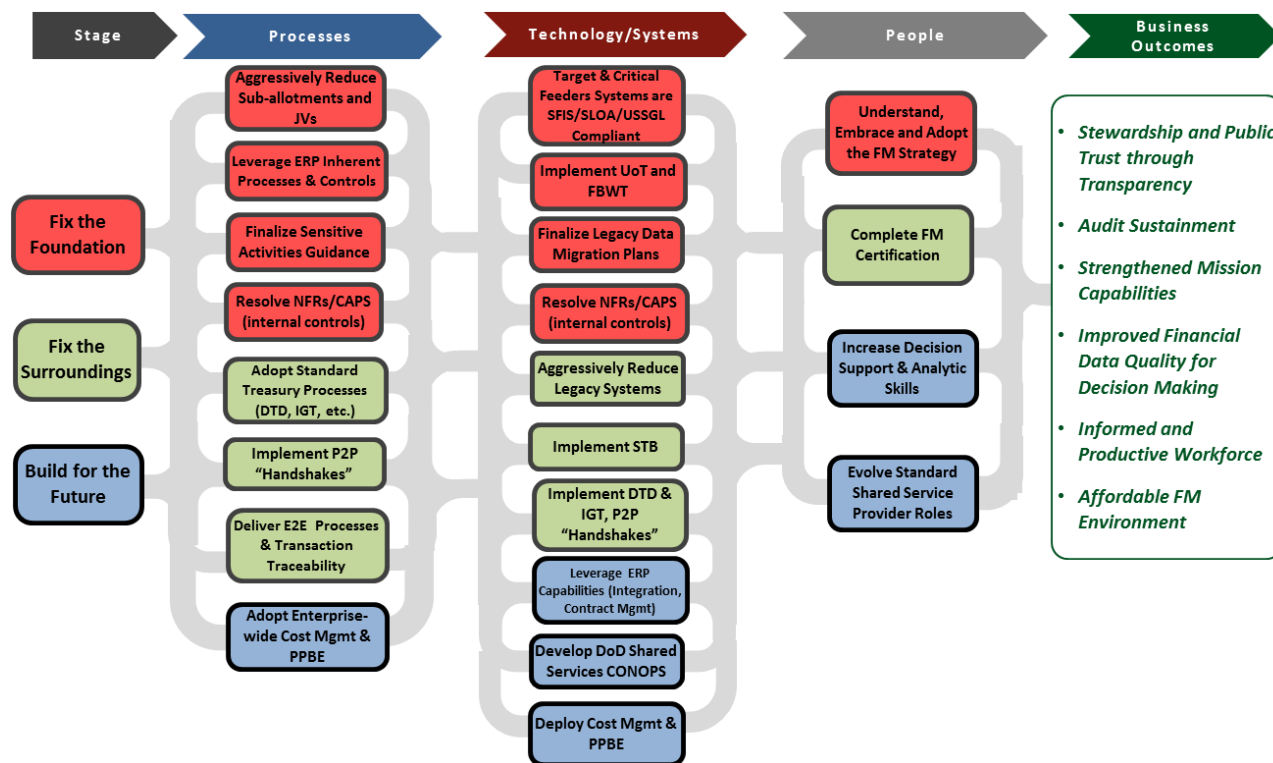 Stage
Processes
Technology/Systems
People
Business
Outcomes
Fix the
Foundation
Fix the
Surroundings
Build for the
Future
Aggressively Reduce
Sub-allotments and
JVs
Leverage ERP Inherent
Processes & Controls
Finalize Sensitive
Activities Guidance
Resolve NFRs/CAPS
(internal controls)
Adopt Standard
Treasury Processes
(DTD, IGT, etc.)
Implement P2P
“Handshakes”
Deliver E2E Processes
& Transaction
Traceability
Adopt Enterprise-
wide Cost Mgmt &
PPBE
Target & Critical
Feeders Systems are
SFIS/SLOA/USSGL
Compliant
Implement UoT and
FBWT
Finalize Legacy Data
Migration Plans
Resolve NFRs/CAPS
(internal controls)
Aggressively Reduce
Legacy Systems
Implement STB
Implement DTD &
IGT, P2P
“Handshakes”
Leverage ERP
Capabilities (Integration,
Contract Mgmt)
Develop DoD Shared
Services CONOPS
Deploy Cost Mgmt &
PPBE
Understand,
Embrace and Adopt
the FM Strategy
Complete FM
Certification
Increase Decision
Support & Analytic
Skills
Evolve Standard
Shared Service
Provider Roles
• Stewardship and Public
Trust through
Transparency
• Audit Sustainment
• Strengthened Mission
Capabilities
• Improved Financial
Data Quality for
Decision Making
• Informed and
Productive Workforce
• Affordable FM
Environment